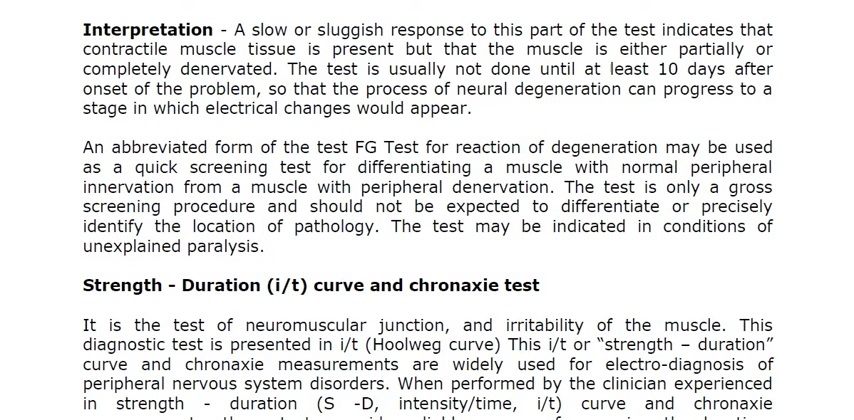 Interpretation - A slow or sluggish response to this part of the test indicates that
contractile muscle tissue is present but that the muscle is either partially or
completely denervated. The test is usually not done until at least 10 days after
onset of the problem, so that the process of neural degeneration can progress to a
stage in which electrical changes would appear.
An abbreviated form of the test FG Test for reaction of degeneration may be used
as a quick screening test for differentiating a muscle with normal peripheral
innervation from a muscle with peripheral denervation. The test is only a gross
screening procedure and should not be expected to differentiate or precisely
identify the location of pathology. The test may be indicated in conditions of
unexplained paralysis.
Strength - Duration (i/t) curve and chronaxie test
It is the test of neuromuscular junction, and irritability of the muscle. This
diagnostic test is presented in i/t (Hoolweg curve) This i/t or “strength – duration”
curve and chronaxie measurements are widely used for electro-diagnosis of
peripheral nervous system disorders. When performed by the clinician experienced
in strength - duration (S -D, intensity/time, i/t) curve and chronaxie